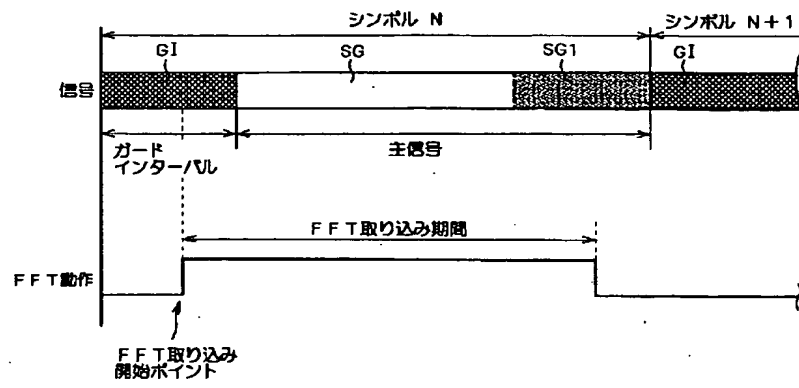 シンボル N
シンボル N+1
GI
SG
SG1
GI
信号
ガード
インターバル
主信号
FFT取り込み期間
FFT動作
FFT取り込み
開始ポイント